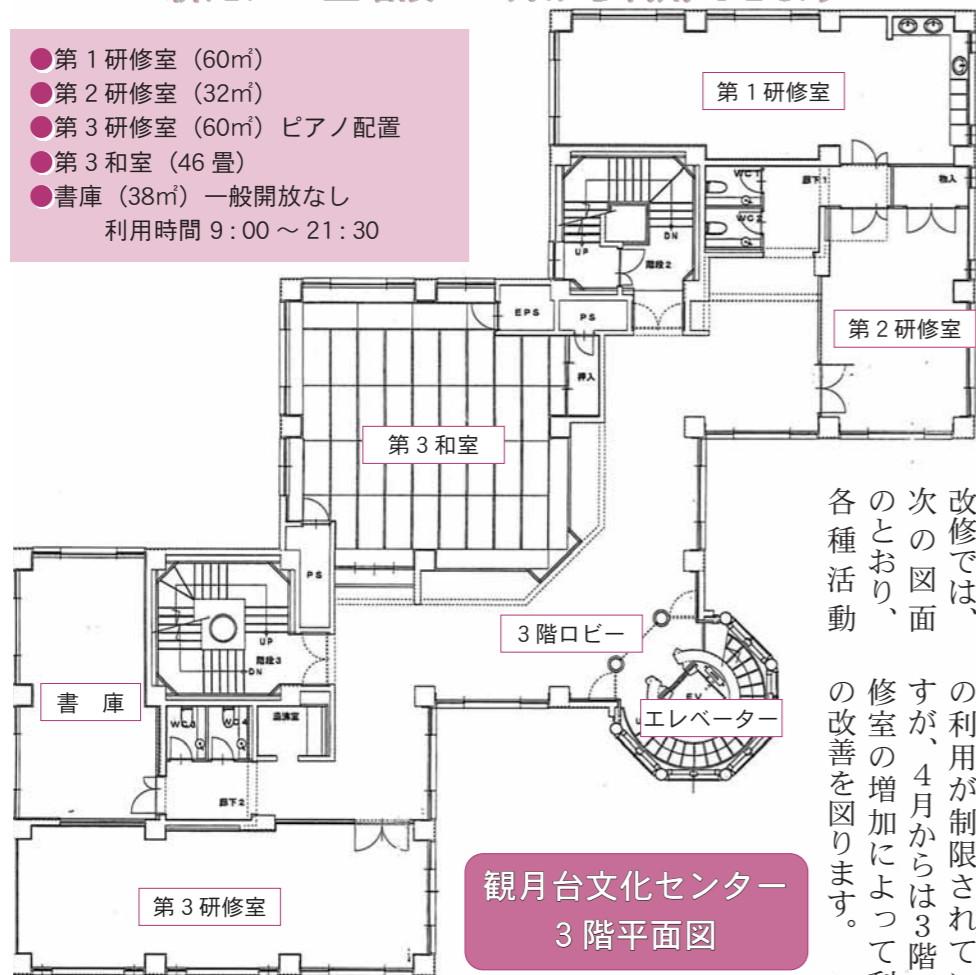 ●第1研修室（60㎡）
●第2研修室（32㎡）
●第3研修室（60㎡）ピアノ配置
●第3和室（46畳）
●書庫（38㎡）一般開放なし
利用時間 9：00 ～ 21：30
第1研修室
WC1
WC2
廊下1
物入
UP
DN
階段2
EPS
PS
第2研修室
押入
第3和室
PS
3階ロビー
UP
階段3
DN
EV
エレベーター
書　庫
WC3
WC4
湯沸室
廊下2
第3研修室
観月台文化センター
3階平面図
改修では、
次の図面
のとおり、
各種活動
の利用が制限されて
すが、4月からは3階
修室の増加によって
の改善を図ります。